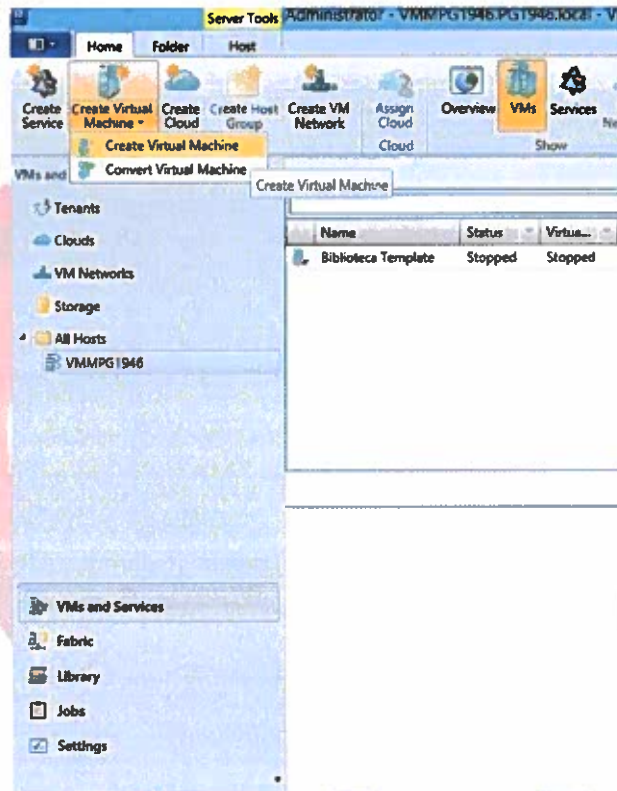 Server Tools Administrator - VMMPG1946.PG1946.local - V
Home Folder Host
Create Service Create Virtual Machine Create Cloud Create Host Group Create VM Network Assign Cloud Overview VMs Services
Cloud Show
Create Virtual Machine
Convert Virtual Machine
Create Virtual Machine
VMs and
Tenants
Clouds
VM Networks
Storage
All Hosts
VMMPG1946
Name Status Virtua...
Biblioteca Template Stopped Stopped
VMs and Services
Fabric
Library
Jobs
Settings